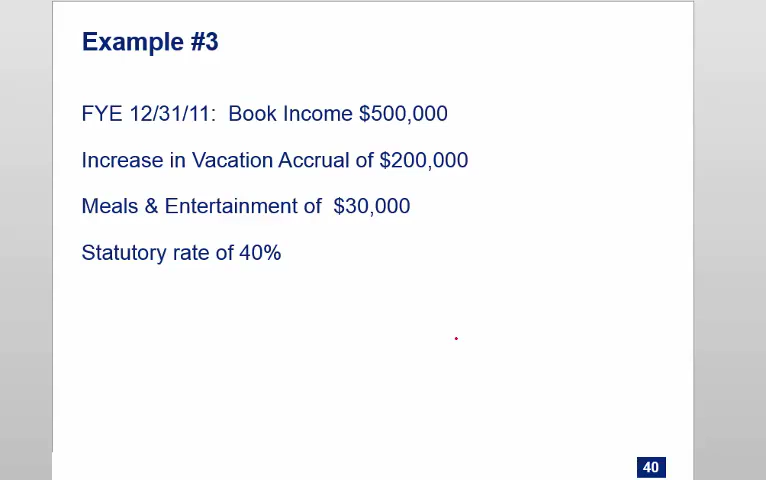 Example #3
FYE 12/31/11:  Book Income $500,000
Increase in Vacation Accrual of $200,000
Meals & Entertainment of  $30,000
Statutory rate of 40%
40